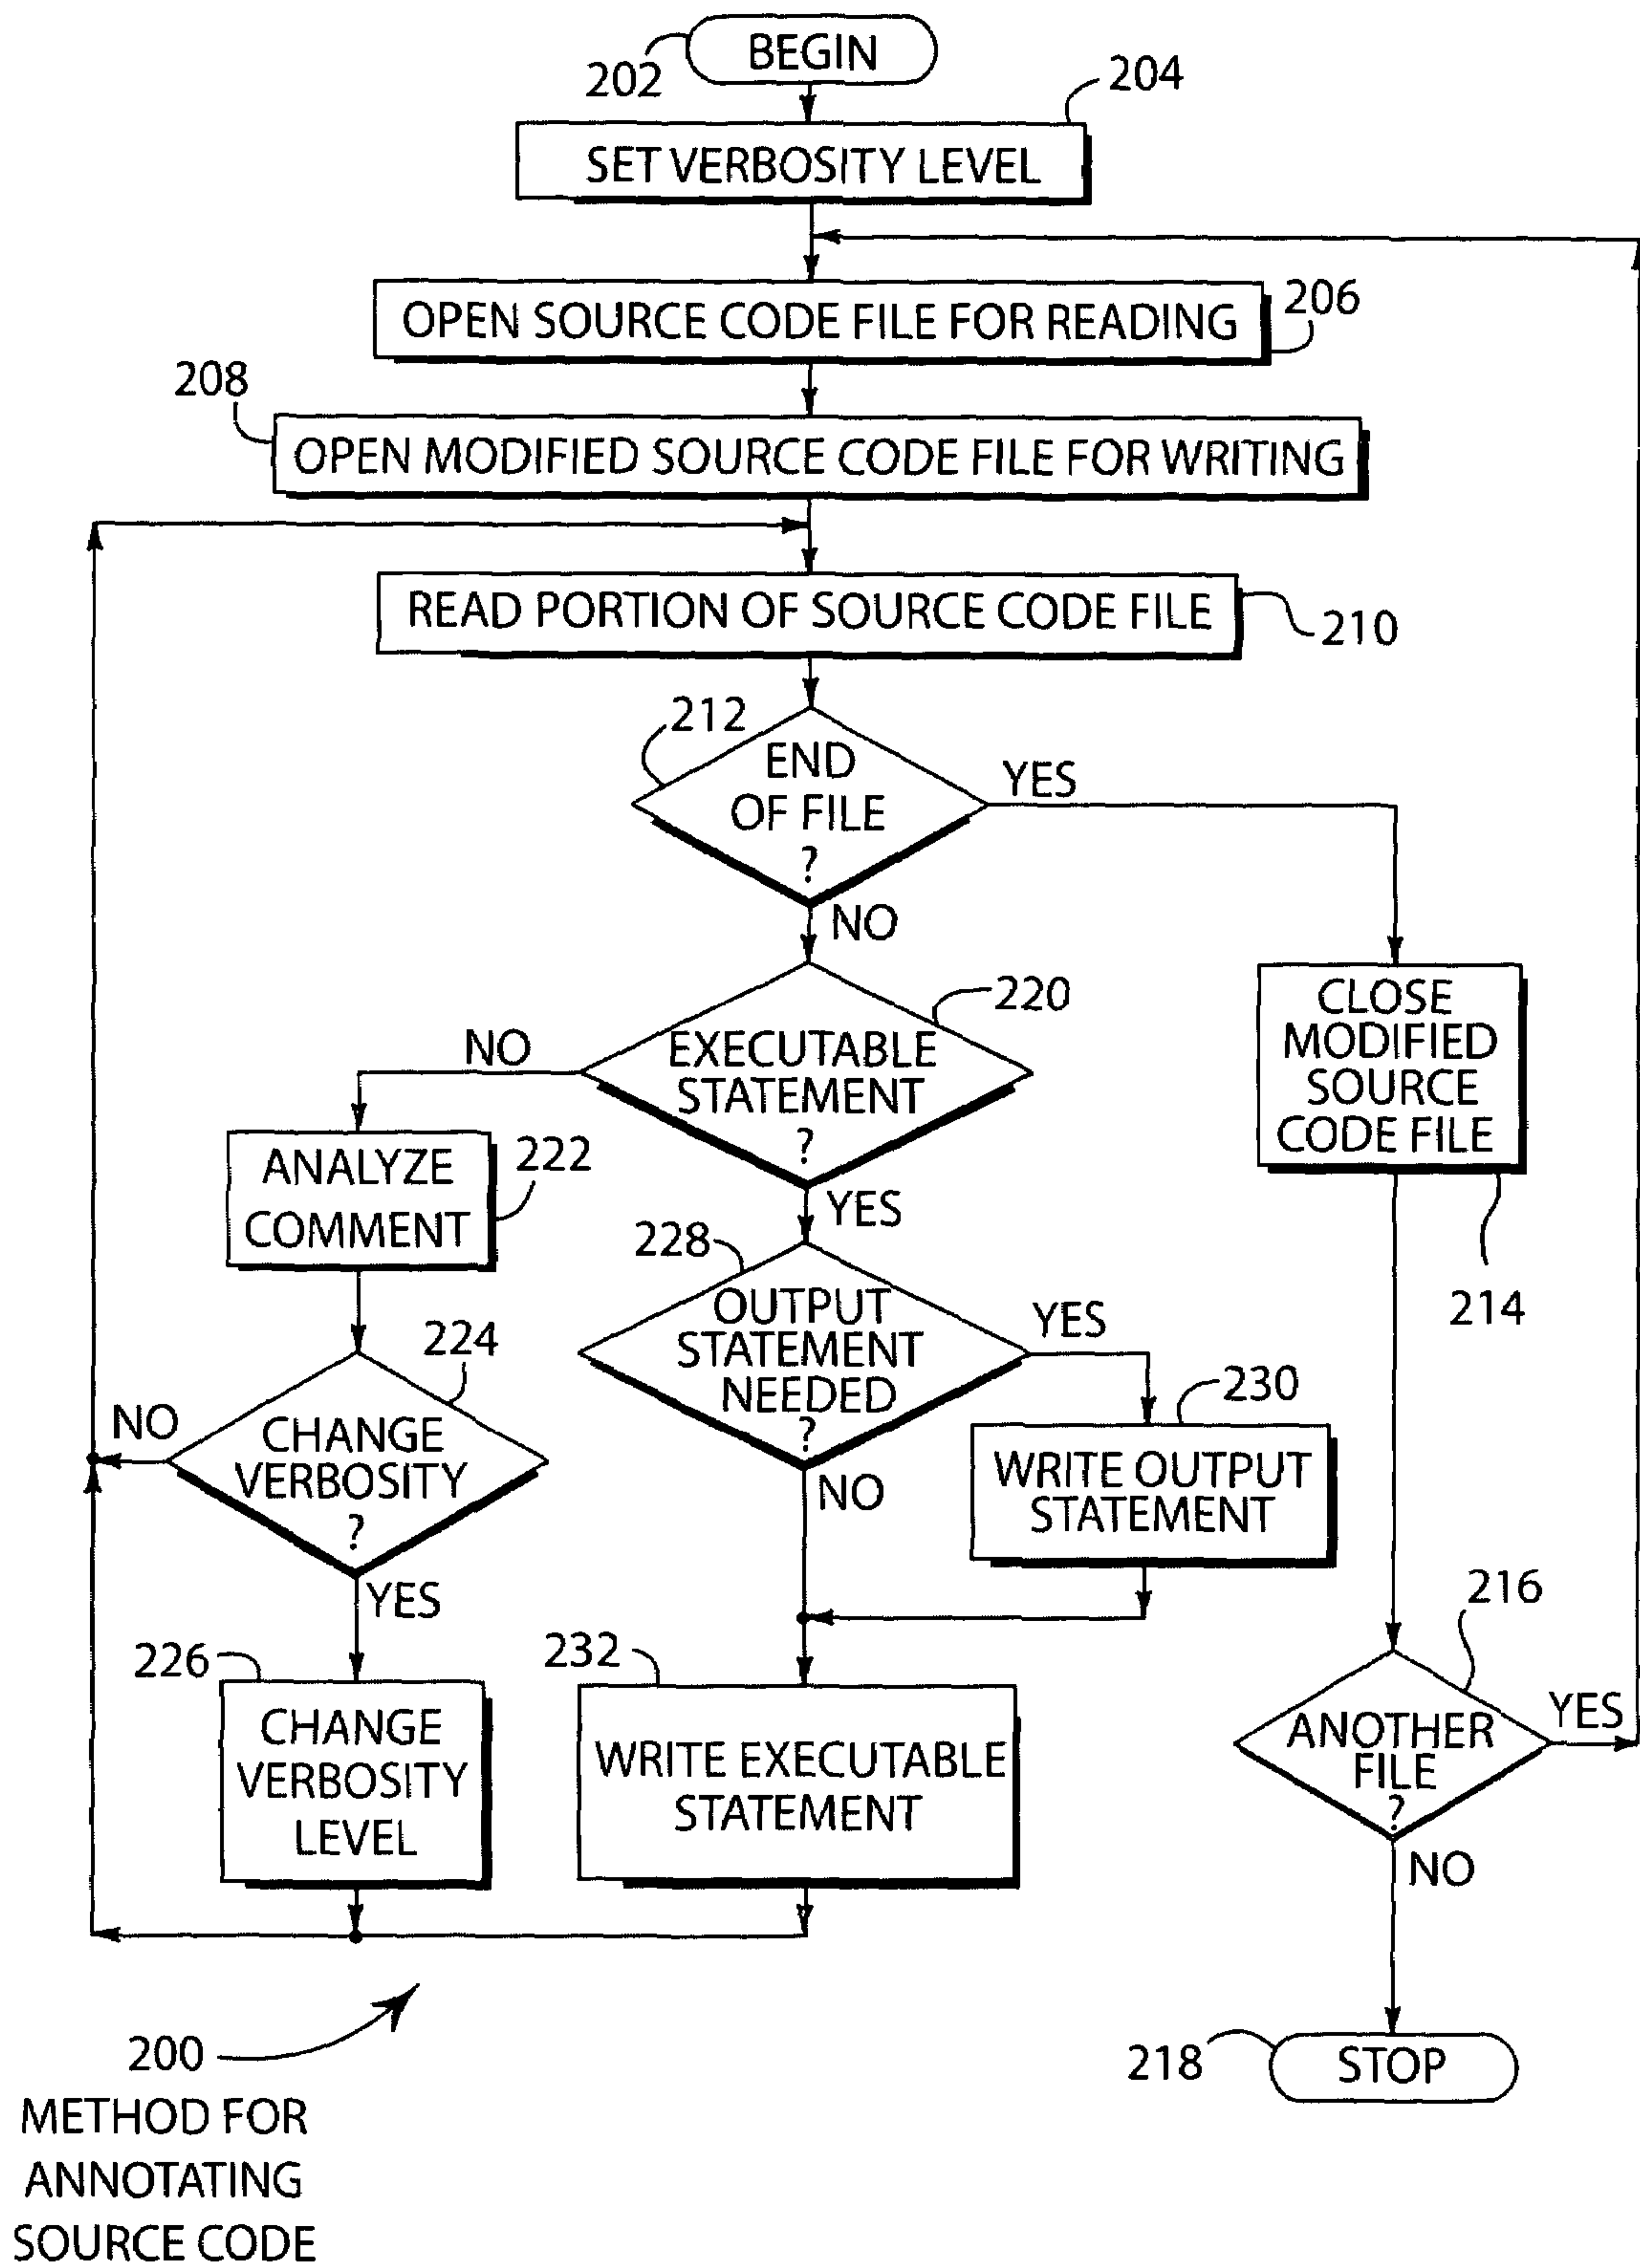 BEGIN
202
204
SET VERBOSITY LEVEL
OPEN SOURCE CODE FILE FOR READING
206
208
OPEN MODIFIED SOURCE CODE FILE FOR WRITING
READ PORTION OF SOURCE CODE FILE
210
212
END
OF FILE
?
YES
NO
220
EXECUTABLE
STATEMENT
?
NO
YES
CLOSE
MODIFIED
SOURCE
CODE FILE
214
ANALYZE
COMMENT
222
228
OUTPUT
STATEMENT
NEEDED
?
YES
NO
224
CHANGE
VERBOSITY
?
NO
YES
230
WRITE OUTPUT
STATEMENT
216
ANOTHER
FILE
?
YES
NO
226
CHANGE
VERBOSITY
LEVEL
232
WRITE EXECUTABLE
STATEMENT
218
STOP
200
METHOD FOR
ANNOTATING
SOURCE CODE